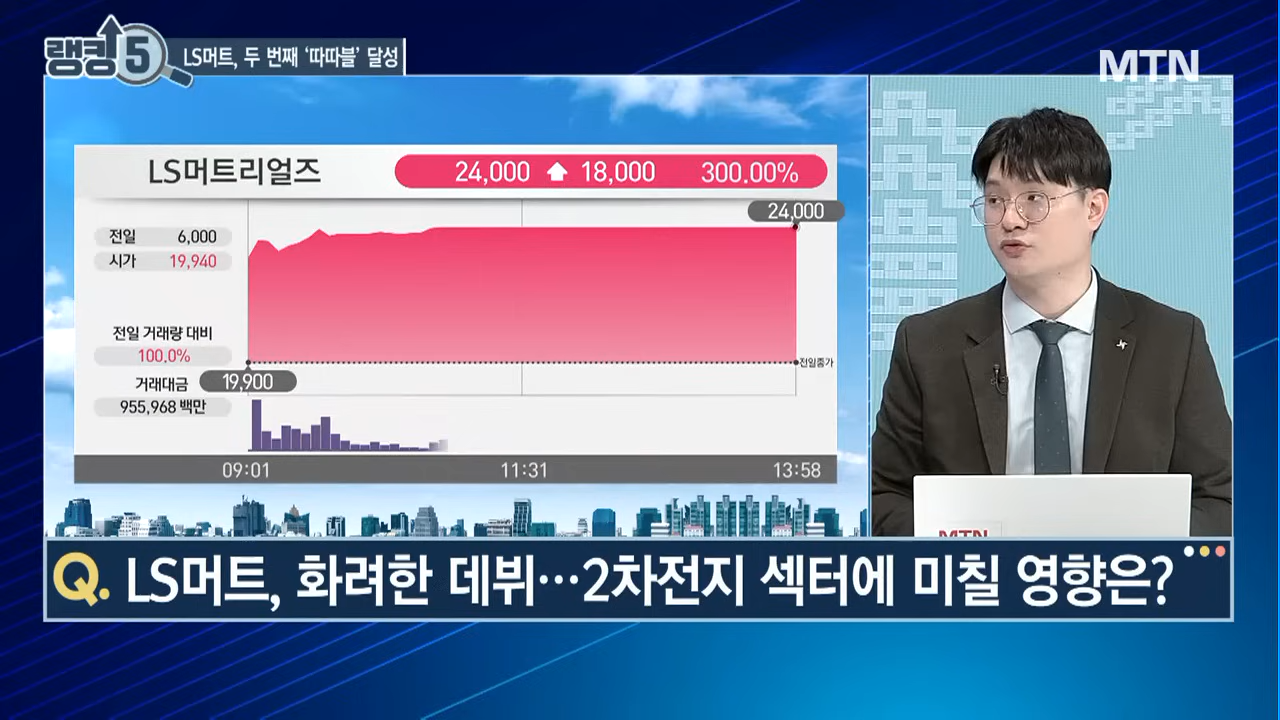 랭킹5
LS머트, 두 번째 ‘따따블’ 달성
MTN
LS머트리얼즈
24,000 18,000 300.00%
24,000
전일 6,000
시가 19,940
전일 거래량 대비
100.0%
전일종가
거래대금
19,900
955,968 백만
09:01 11:31 13:58
MTN
Q. LS머트, 화려한 데뷔…2차전지 섹터에 미칠 영향은?